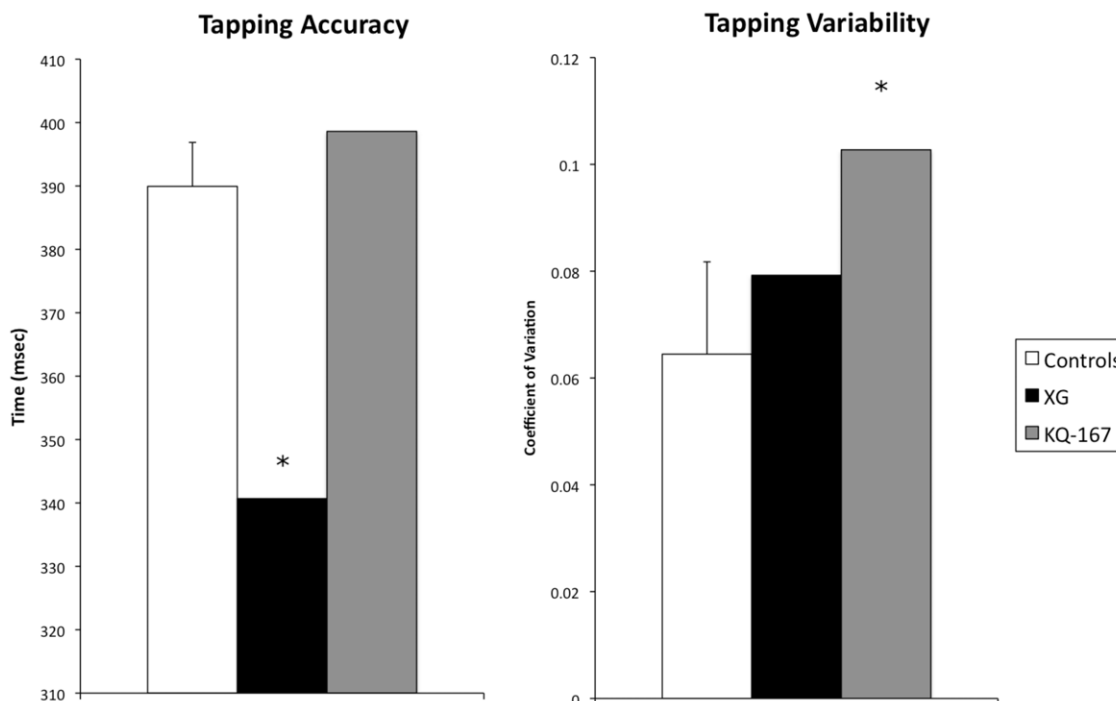 Tapping Accuracy
410
400
390
380
370
360
350
340
330
320
310
Time (msec)
*
Tapping Variability
0.12
0.1
0.08
0.06
0.04
0.02
0
Coefficient of Variation
*
Controls
XG
KQ-167